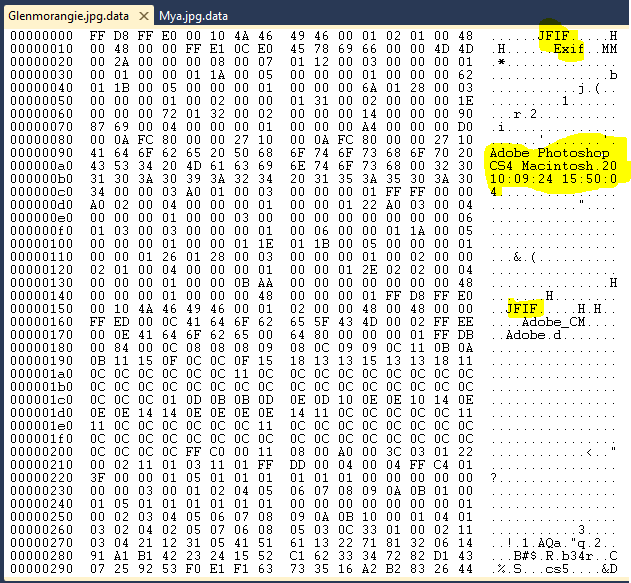 Glenmorangie.jpg.data × Mya.jpg.data
00000000 FF D8 FF E0 00 10 4A 46 49 46 00 01 02 01 00 48 ......JFIF.....H
00000010 00 48 00 00 FF E1 0C E0 45 78 69 66 00 00 4D 4D .H......Exif..MM
00000020 00 2A 00 00 00 08 00 07 01 12 00 03 00 00 00 01 .*..............
00000030 00 01 00 00 01 1A 00 05 00 00 00 01 00 00 00 62 ...............b
00000040 01 1B 00 05 00 00 00 01 00 00 00 6A 01 28 00 03 ...........j.(..
00000050 00 00 00 01 00 02 00 00 01 31 00 02 00 00 00 1E .........1......
00000060 00 00 00 72 01 32 00 02 00 00 00 14 00 00 00 90 ...r.2..........
00000070 87 69 00 04 00 00 00 01 00 00 00 A4 00 00 00 D0 .i..............
00000080 00 0A FC 80 00 00 27 10 00 0A FC 80 00 00 27 10 ......'.......'.
00000090 41 64 6F 62 65 20 50 68 6F 74 6F 73 68 6F 70 20 Adobe Photoshop
000000a0 43 53 34 20 4D 61 63 69 6E 74 6F 73 68 00 32 30 CS4 Macintosh.20
000000b0 31 30 3A 30 39 3A 32 34 20 31 35 3A 35 30 3A 30 10:09:24 15:50:0
000000c0 34 00 00 03 A0 01 00 03 00 00 00 01 FF FF 00 00 4...............
000000d0 A0 02 00 04 00 00 00 01 00 00 01 22 A0 03 00 04 ..........."....
000000e0 00 00 00 01 00 00 00 03 00 00 00 00 00 00 00 06 ................
000000f0 01 03 00 03 00 00 00 01 00 06 00 00 01 1A 00 05 ................
00000100 00 00 00 01 00 00 01 1E 01 1B 00 05 00 00 00 01 ................
00000110 00 00 01 26 01 28 00 03 00 00 00 01 00 02 00 00 ...&.(..........
00000120 02 01 00 04 00 00 00 01 00 00 01 2E 02 02 00 04 ................
00000130 00 00 00 01 00 00 0B AA 00 00 00 00 00 00 00 48 ...............H
00000140 00 00 00 01 00 00 00 48 00 00 00 01 FF D8 FF E0 .......H........
00000150 00 10 4A 46 49 46 00 01 02 00 00 48 00 48 00 00 ..JFIF.....H.H..
00000160 FF ED 00 0C 41 64 6F 62 65 5F 43 4D 00 02 FF EE ....Adobe_CM....
00000170 00 0E 41 64 6F 62 65 00 64 80 00 00 00 01 FF DB ..Adobe.d.......
00000180 00 84 00 0C 08 08 08 09 08 0C 09 09 0C 11 0B 0A ................
00000190 0B 11 15 0F 0C 0C 0F 15 18 13 13 15 13 13 18 11 ................
000001a0 0C 0C 0C 0C 0C 0C 11 0C 0C 0C 0C 0C 0C 0C 0C 0C ................
000001b0 0C 0C 0C 0C 0C 0C 0C 0C 0C 0C 0C 0C 0C 0C 0C 0C ................
000001c0 0C 0C 0C 0C 01 0D 0B 0B 0D 0E 0D 10 0E 0E 10 14 0E ................
000001d0 0E 0E 14 14 0E 0E 0E 0E 14 11 0C 0C 0C 0C 0C 11 ................
000001e0 11 0C 0C 0C 0C 0C 0C 11 0C 0C 0C 0C 0C 0C 0C 0C ................
000001f0 0C 0C 0C 0C 0C 0C 0C 0C 0C 0C 0C 0C 0C 0C 0C 0C ................
00000200 0C 0C 0C 0C FF C0 00 11 08 00 A0 00 3C 03 01 22 ............<.."
00000210 00 02 11 01 03 11 01 FF DD 00 04 00 04 FF C4 01 ................
00000220 3F 00 00 01 05 01 01 01 01 01 01 00 00 00 00 00 ?...............
00000230 00 00 03 00 01 02 04 05 06 07 08 09 0A 0B 01 00 ................
00000240 01 05 01 01 01 01 01 01 00 00 00 00 00 00 00 01 ................
00000250 00 02 03 04 05 06 07 08 09 0A 0B 10 00 01 04 01 ................
00000260 03 02 04 02 05 07 06 08 05 03 0C 33 01 00 02 11 ...........3....
00000270 03 04 21 12 31 05 41 51 61 13 22 71 81 32 06 14 ..!.1.AQa."q.2..
00000280 91 A1 B1 42 23 24 15 52 C1 62 33 34 72 82 D1 43 ...B#$.R.b34r..C
00000290 07 25 92 53 F0 E1 F1 63 73 35 16 A2 B2 83 26 44 .%.S...cs5....&D